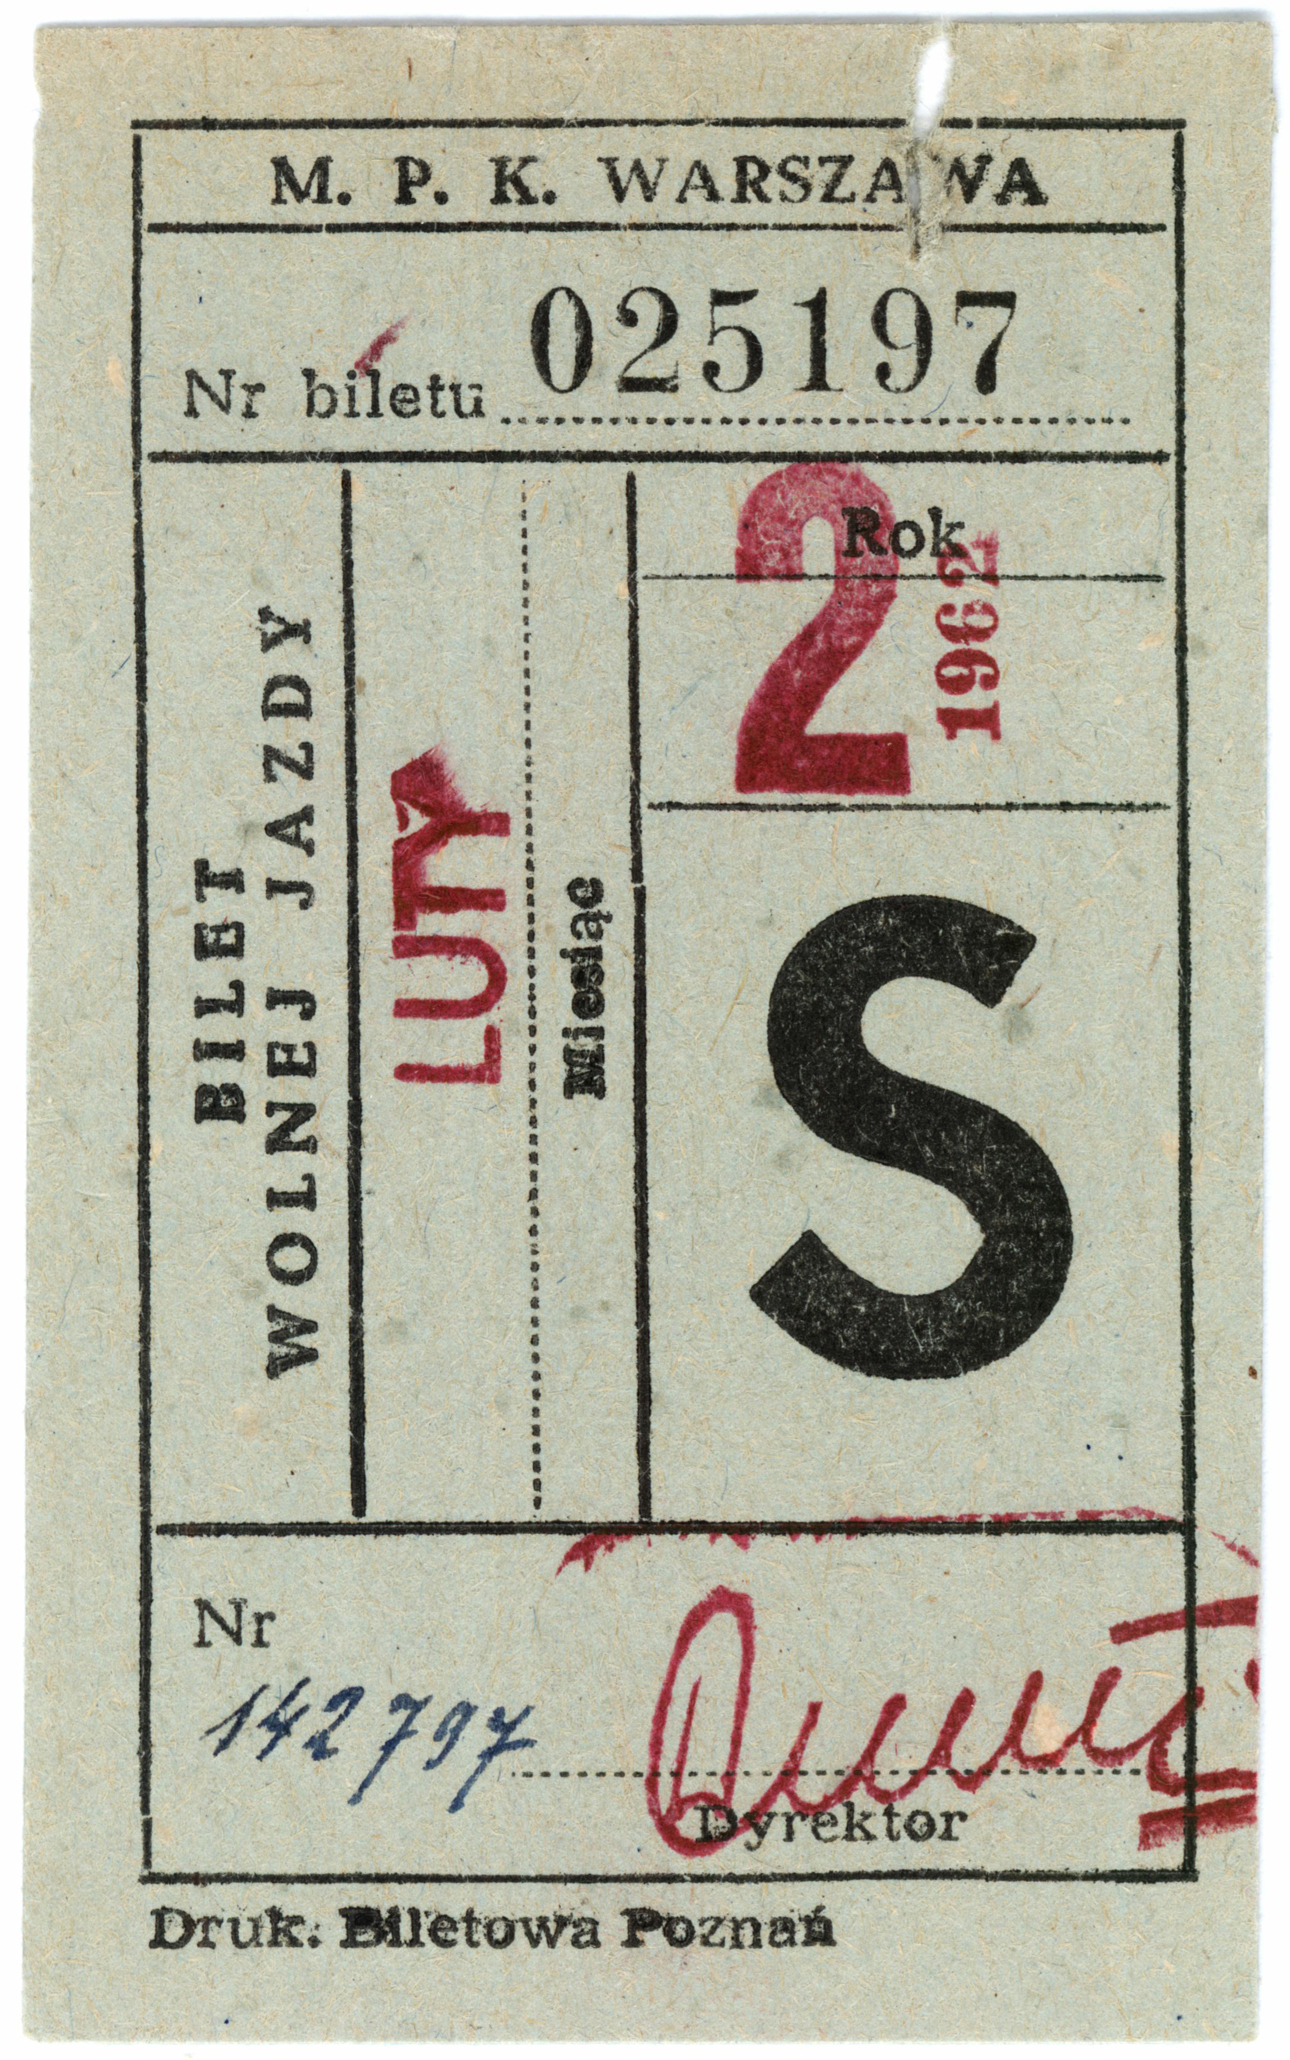 M. P. K. WARSZAWA
Nr biletu 025197
BILET
WOLNEJ JAZDY
LUTY
Miesiąc
Rok
2
1962
S
Nr
142797
Dyrektor
Druk. Biletowa Poznań